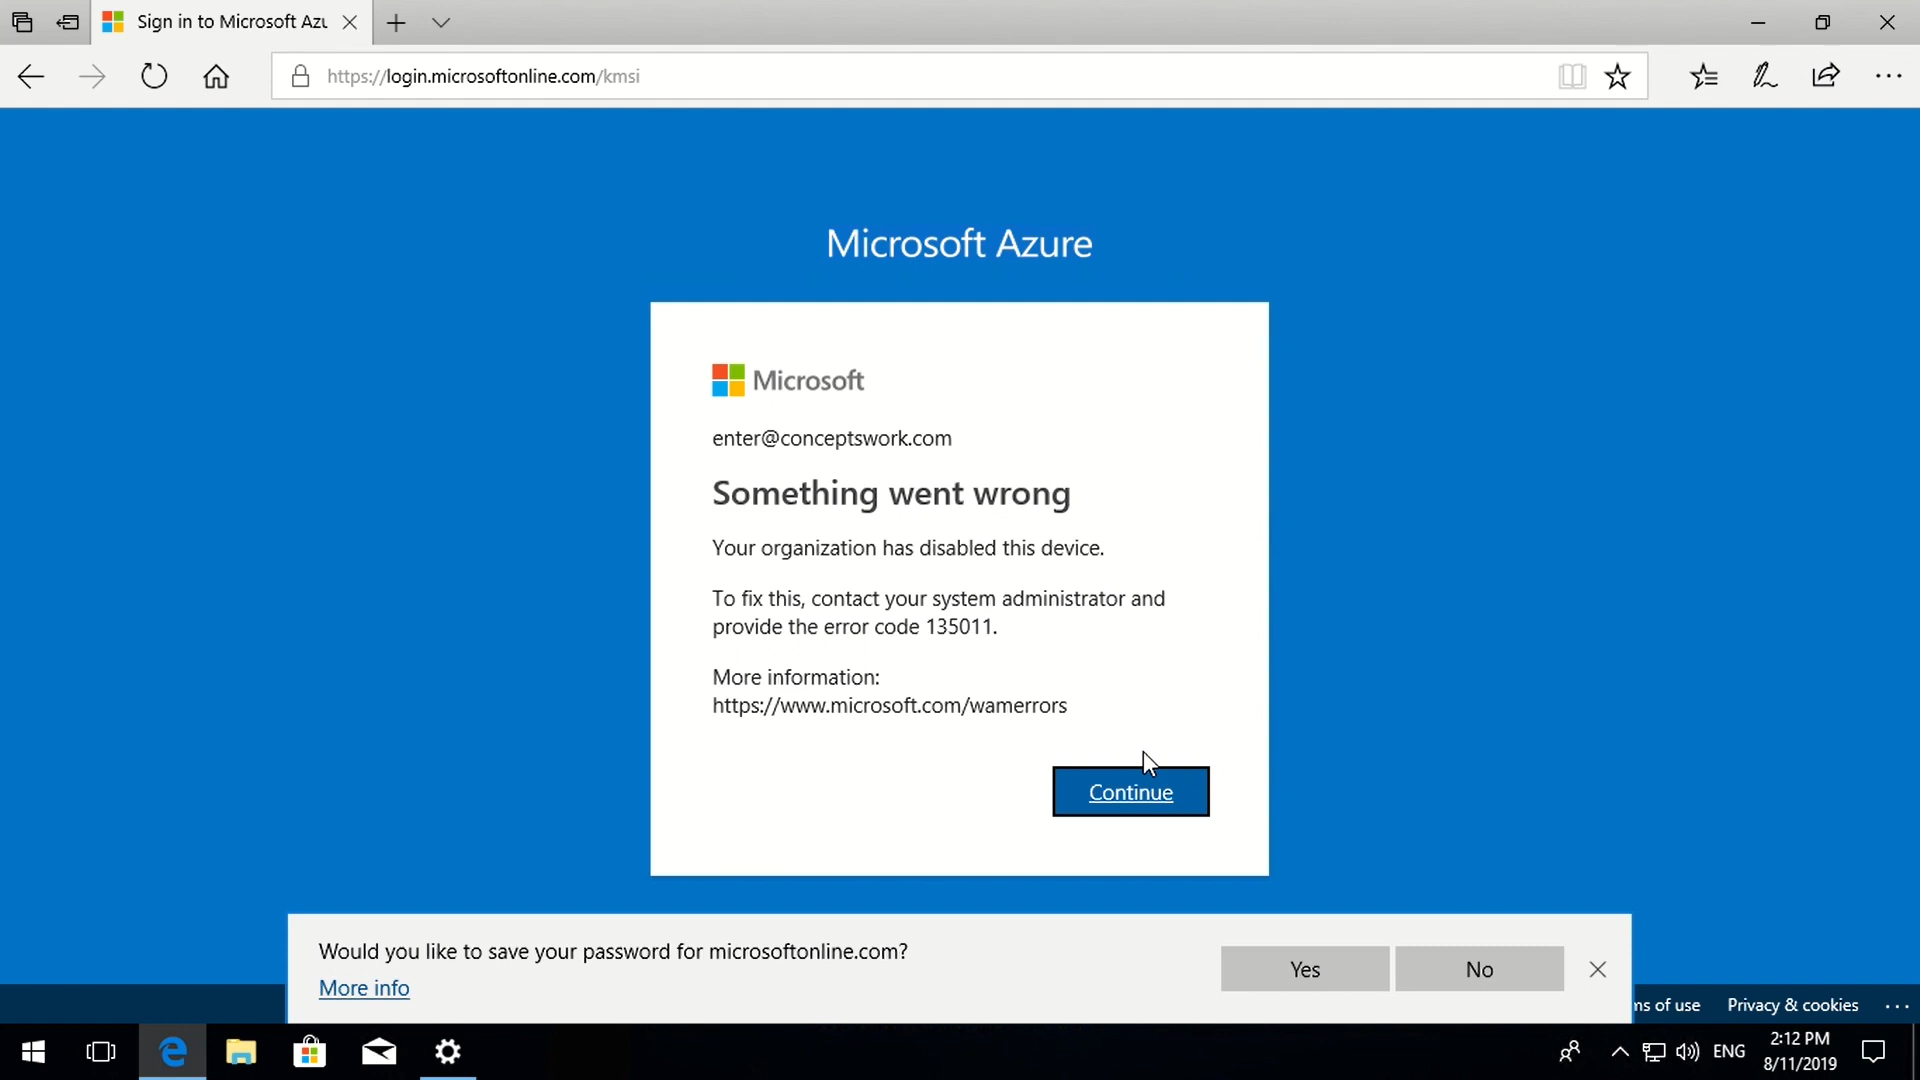 Sign in to Microsoft Azu
https://login.microsoftonline.com/kmsi
Microsoft Azure
Microsoft
enter@conceptswork.com
Something went wrong
Your organization has disabled this device.
To fix this, contact your system administrator and
provide the error code 135011.
More information:
https://www.microsoft.com/wamerrors
Continue
Would you like to save your password for microsoftonline.com?
More info
Yes
No
ms of use
Privacy & cookies
ENG
2:12 PM
8/11/2019